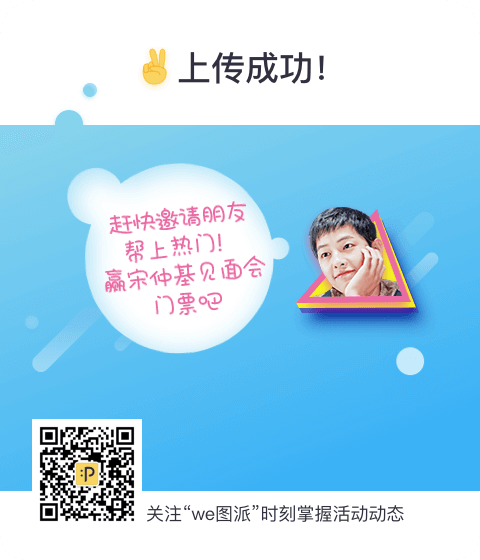 上传成功!
赶快邀请朋友
帮上热门!
赢宋仲基见面会
门票吧
:P
关注“we图派”时刻掌握活动动态